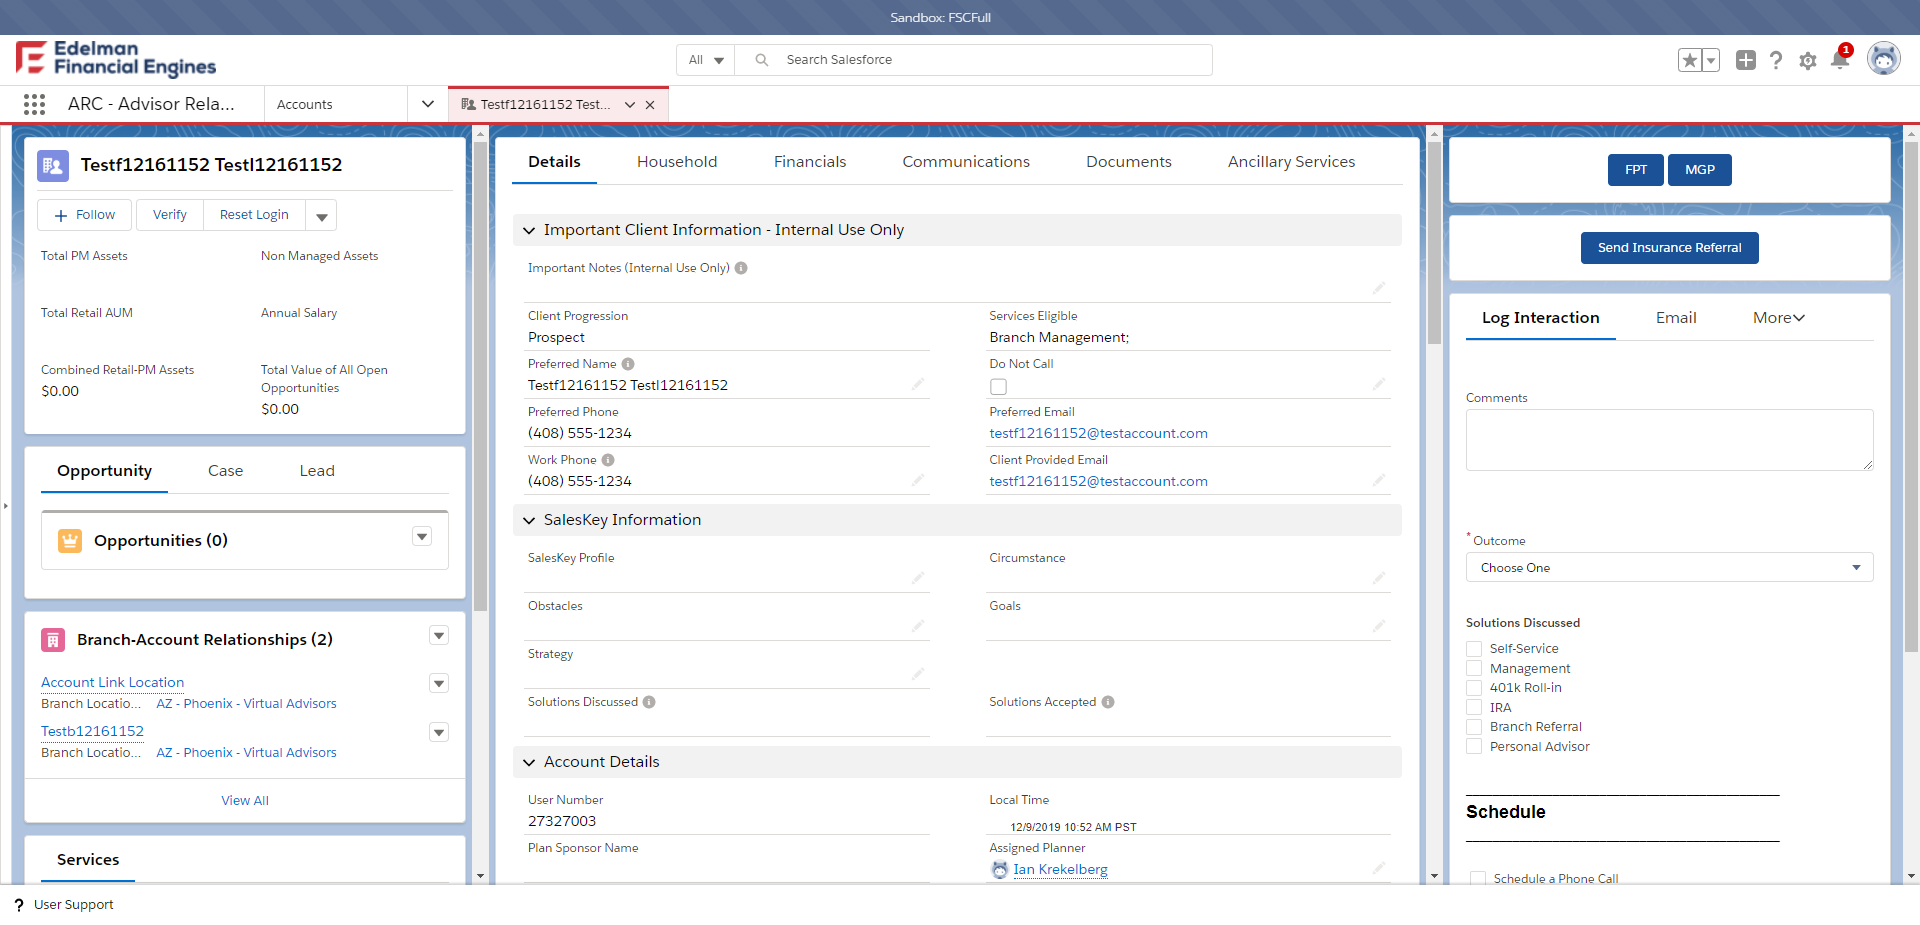 Sandbox: FSCFull
Edelman
Financial Engines
All
Search Salesforce
1
ARC - Advisor Rela...
Accounts
Testf12161152 Test...
Testf12161152 Testl12161152
Follow
Verify
Reset Login
Total PM Assets
Non Managed Assets
Total Retail AUM
Annual Salary
Combined Retail-PM Assets
$0.00
Total Value of All Open
Opportunities
$0.00
Opportunity
Case
Lead
Opportunities (0)
Branch-Account Relationships (2)
Account Link Location
Branch Locatio... AZ - Phoenix - Virtual Advisors
Testb12161152
Branch Locatio... AZ - Phoenix - Virtual Advisors
View All
Services
Details
Household
Financials
Communications
Documents
Ancillary Services
Important Client Information - Internal Use Only
Important Notes (Internal Use Only)
Client Progression
Prospect
Services Eligible
Branch Management;
Preferred Name
Testf12161152 Testl12161152
Do Not Call
Preferred Phone
(408) 555-1234
Preferred Email
testf12161152@testaccount.com
Work Phone
(408) 555-1234
Client Provided Email
testf12161152@testaccount.com
SalesKey Information
SalesKey Profile
Circumstance
Obstacles
Goals
Strategy
Solutions Discussed
Solutions Accepted
Account Details
User Number
27327003
Local Time
12/9/2019 10:52 AM PST
Plan Sponsor Name
Assigned Planner
Ian Krekelberg
FPT
MGP
Send Insurance Referral
Log Interaction
Email
More
Comments
* Outcome
Choose One
Solutions Discussed
Self-Service
Management
401k Roll-in
IRA
Branch Referral
Personal Advisor
Schedule
Schedule a Phone Call
? User Support